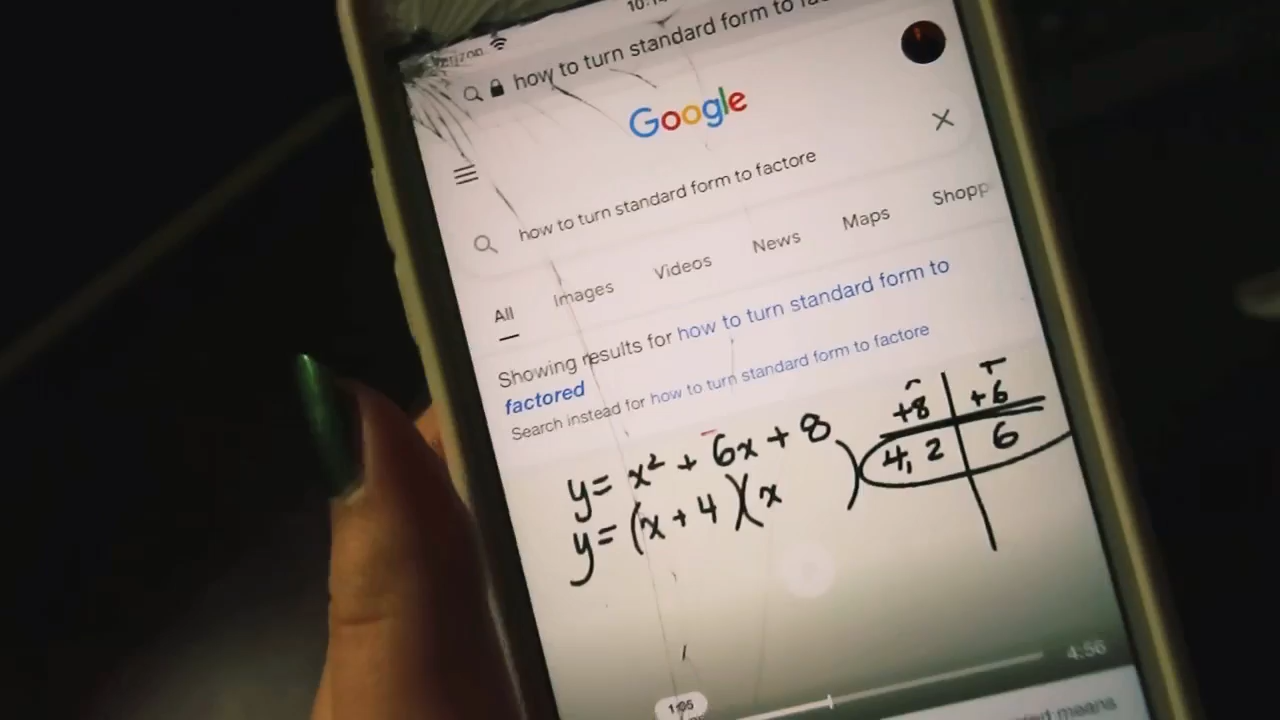 verizon
how to turn standard form to
Google
how to turn standard form to factore
All Images Videos News Maps Shopp
Showing results for how to turn standard form to
factored
Search instead for how to turn standard form to factore
y= x² + 6x + 8
y= (x + 4)(x )
+8 +6
4, 2 6
1:05 4:56
means